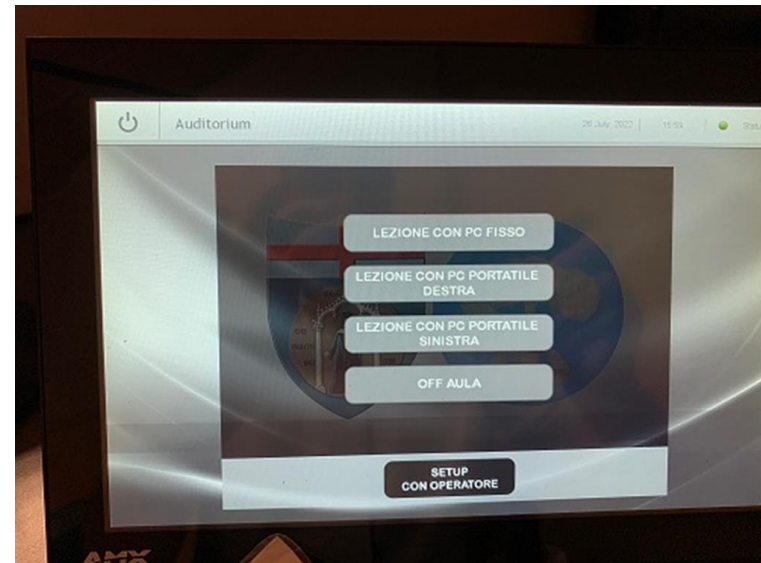 Auditorium
26 July, 2022
15:59
LEZIONE CON PC FISSO
LEZIONE CON PC PORTATILE
DESTRA
LEZIONE CON PC PORTATILE
SINISTRA
OFF AULA
SETUP
CON OPERATORE
AMX